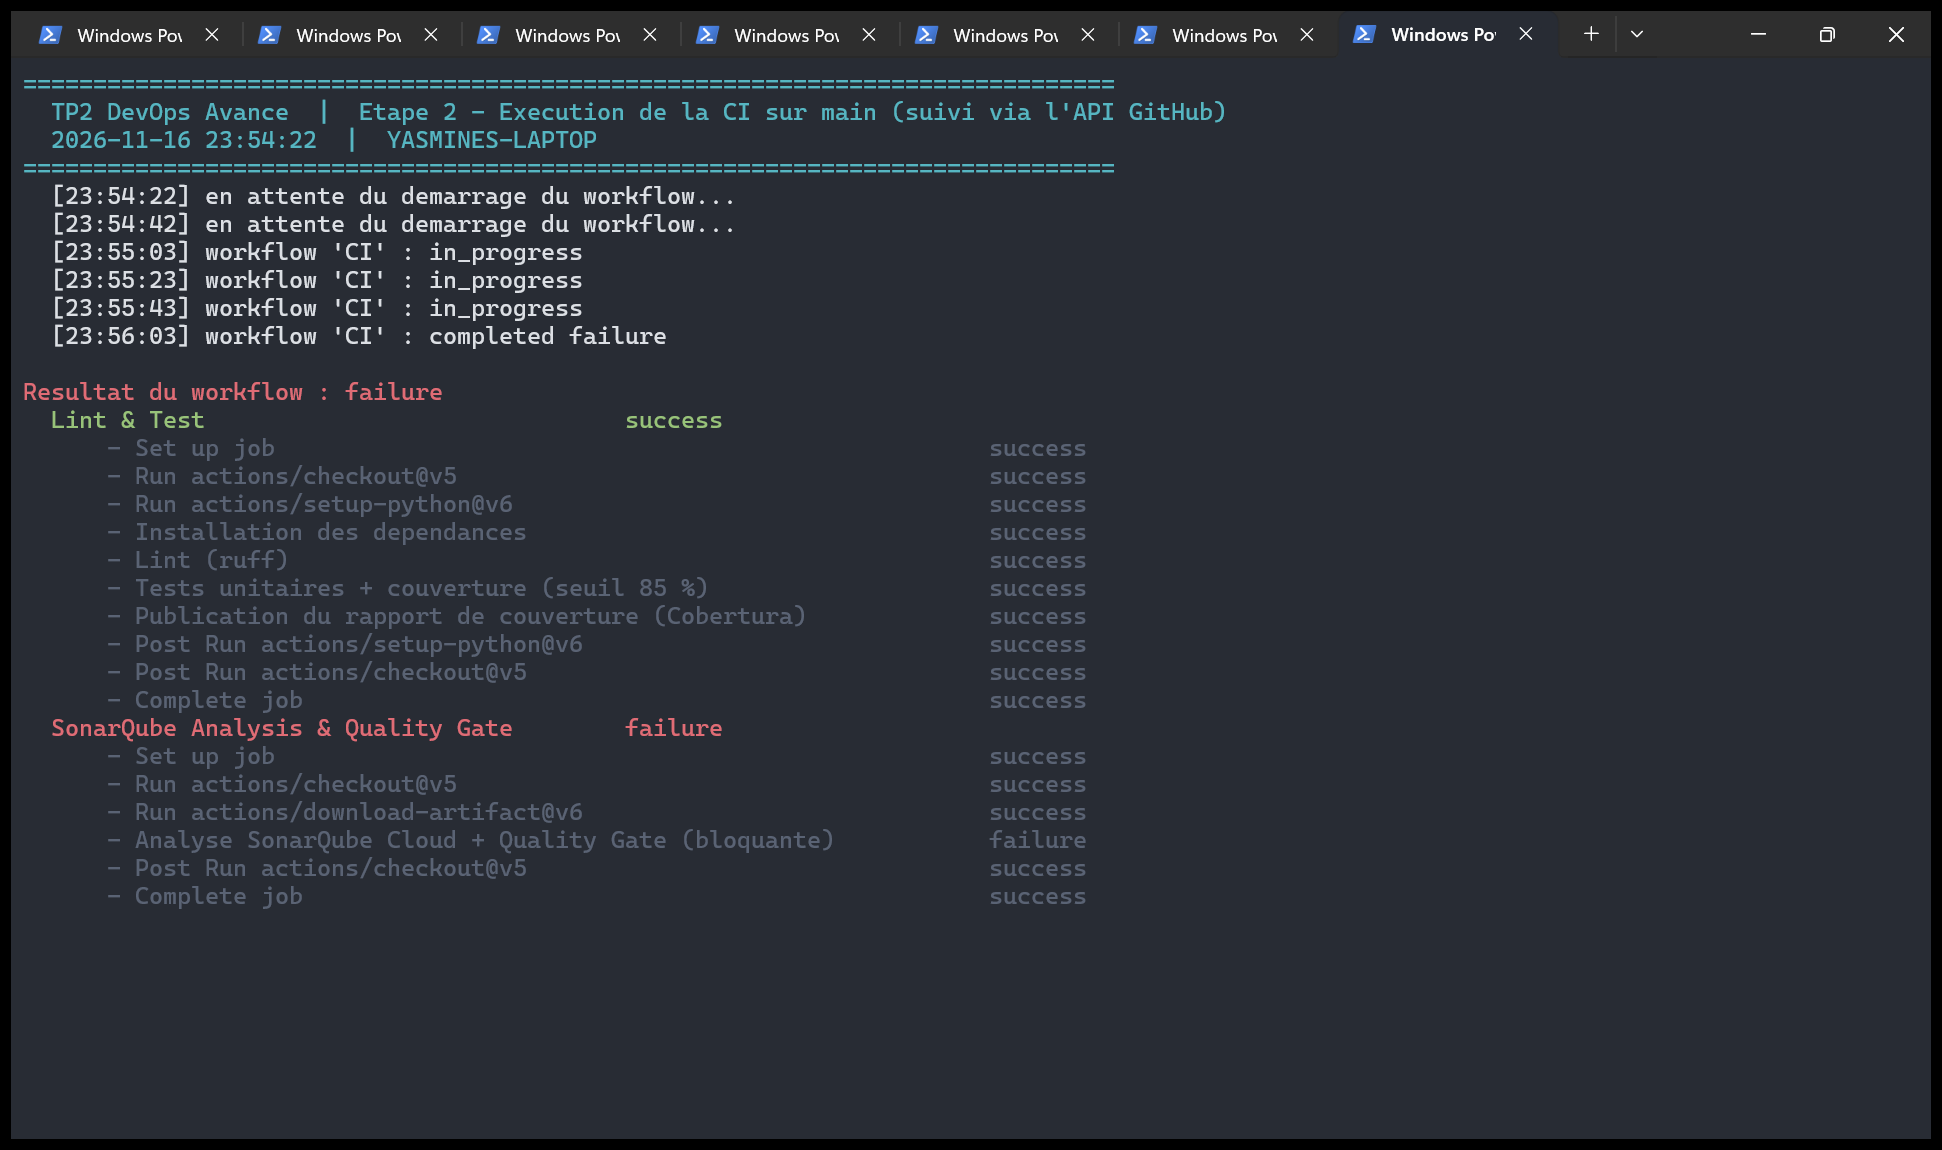 Windows Pov Windows Pov Windows Pov Windows Pov Windows Pov Windows Pov Windows Po
==============================================================================
TP2 DevOps Avance | Etape 2 - Execution de la CI sur main (suivi via l'API GitHub)
2026-11-16 23:54:22 | YASMINES-LAPTOP
==============================================================================
[23:54:22] en attente du demarrage du workflow...
[23:54:42] en attente du demarrage du workflow...
[23:55:03] workflow 'CI' : in_progress
[23:55:23] workflow 'CI' : in_progress
[23:55:43] workflow 'CI' : in_progress
[23:56:03] workflow 'CI' : completed failure
Resultat du workflow : failure
Lint & Test success
- Set up job success
- Run actions/checkout@v5 success
- Run actions/setup-python@v6 success
- Installation des dependances success
- Lint (ruff) success
- Tests unitaires + couverture (seuil 85 %) success
- Publication du rapport de couverture (Cobertura) success
- Post Run actions/setup-python@v6 success
- Post Run actions/checkout@v5 success
- Complete job success
SonarQube Analysis & Quality Gate failure
- Set up job success
- Run actions/checkout@v5 success
- Run actions/download-artifact@v6 success
- Analyse SonarQube Cloud + Quality Gate (bloquante) failure
- Post Run actions/checkout@v5 success
- Complete job success